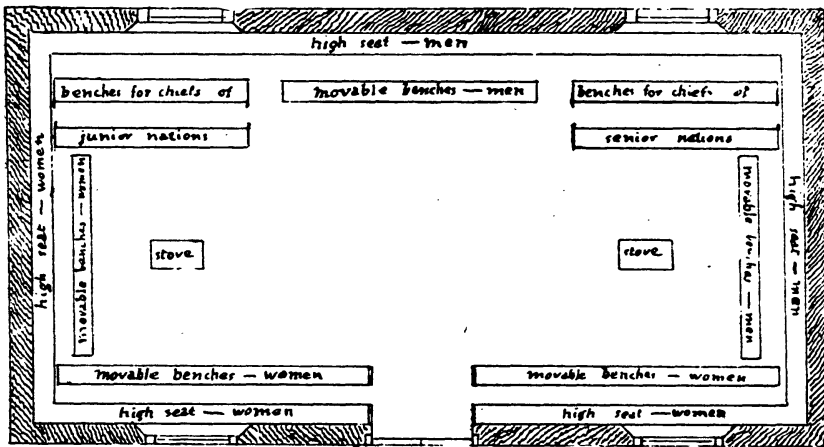 high seat — men
benches for chiefs of
movable benches — men
benches for chiefs of
junior nations
senior nations
high seat — women
movable benches — women
movable benches — men
high seat — men
stove
stove
movable benches — women
movable benches — women
high seat — women
high seat — women